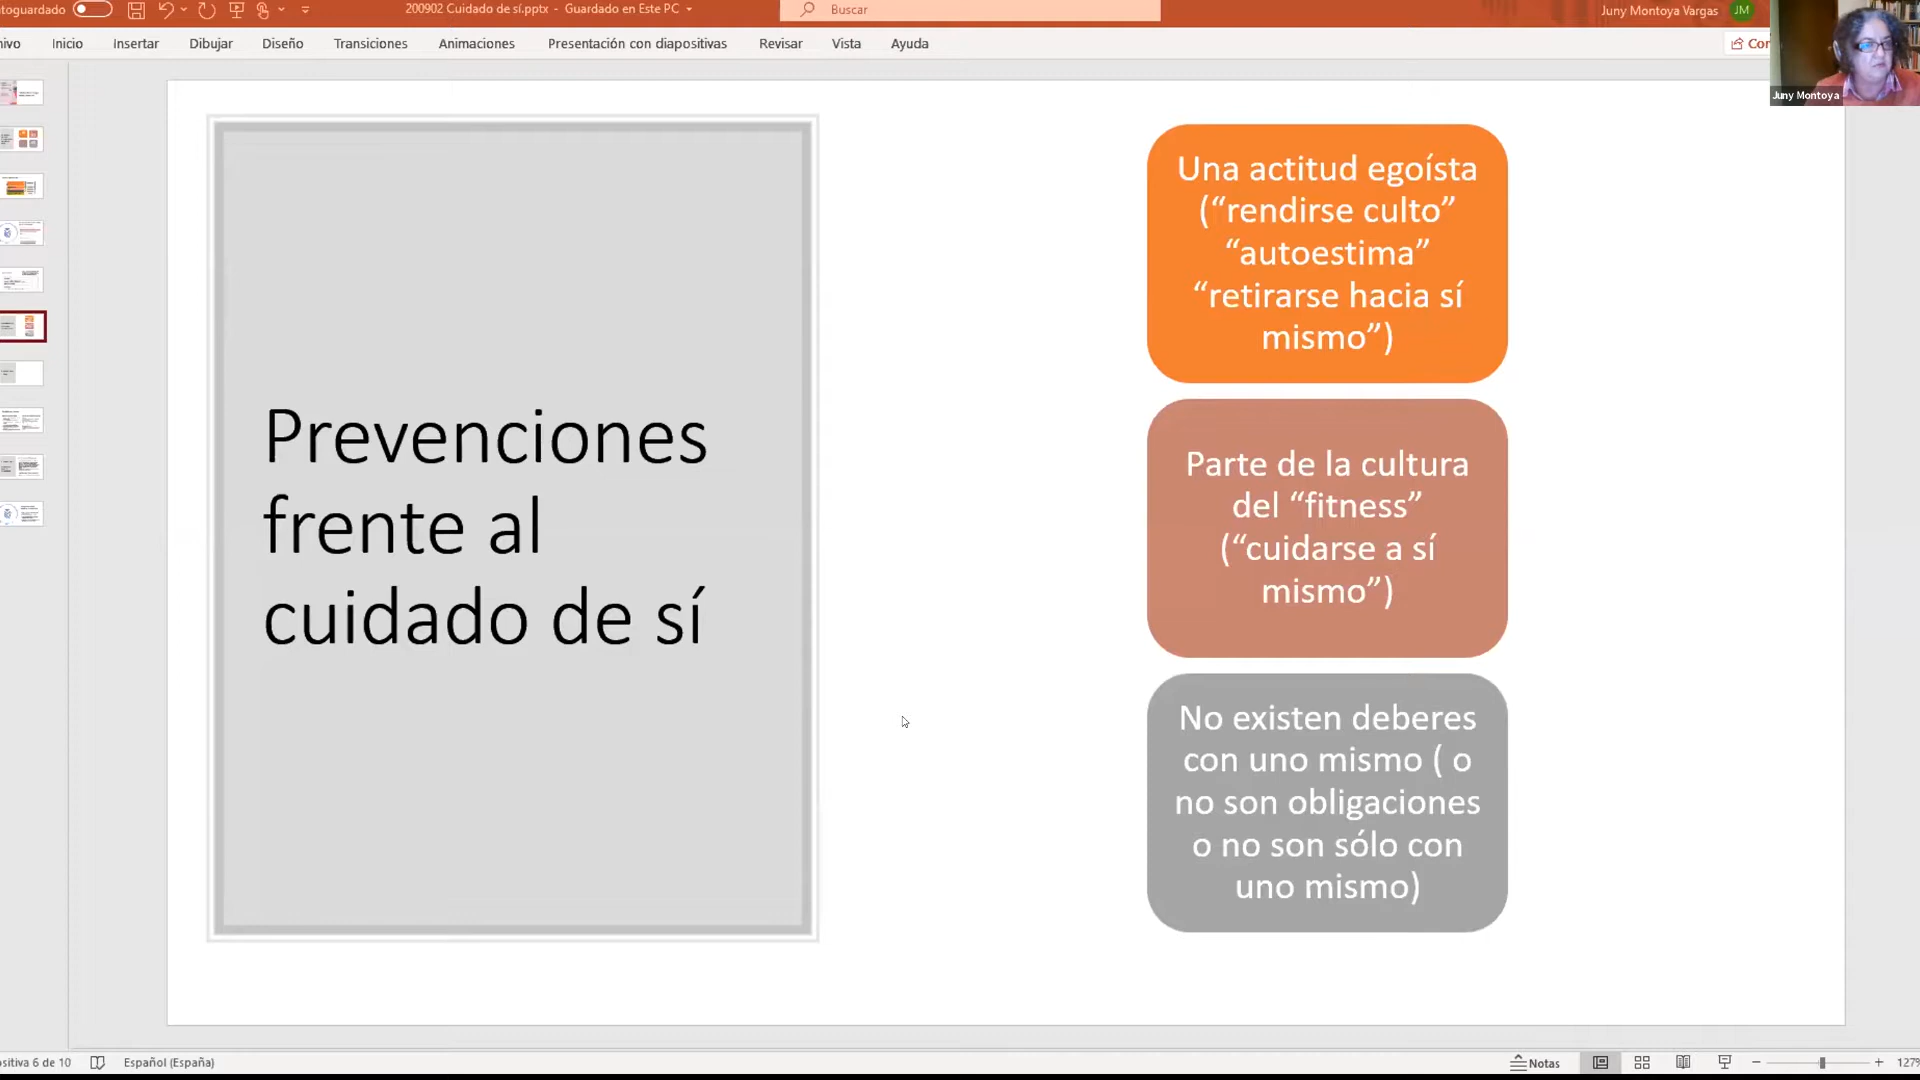 toguardado
200902 Cuidado de sí.pptx - Guardado en Este PC
Buscar
Juny Montoya Vargas
JM
Inicio
Insertar
Dibujar
Diseño
Transiciones
Animaciones
Presentación con diapositivas
Revisar
Vista
Ayuda
Juny Montoya
Prevenciones
frente al
cuidado de sí
Una actitud egoísta
(“rendirse culto”
“autoestima”
“retirarse hacia sí
mismo”)
Parte de la cultura
del “fitness”
(“cuidarse a sí
mismo”)
No existen deberes
con uno mismo ( o
no son obligaciones
o no son sólo con
uno mismo)
ositiva 6 de 10
Español (España)
Notas
127%